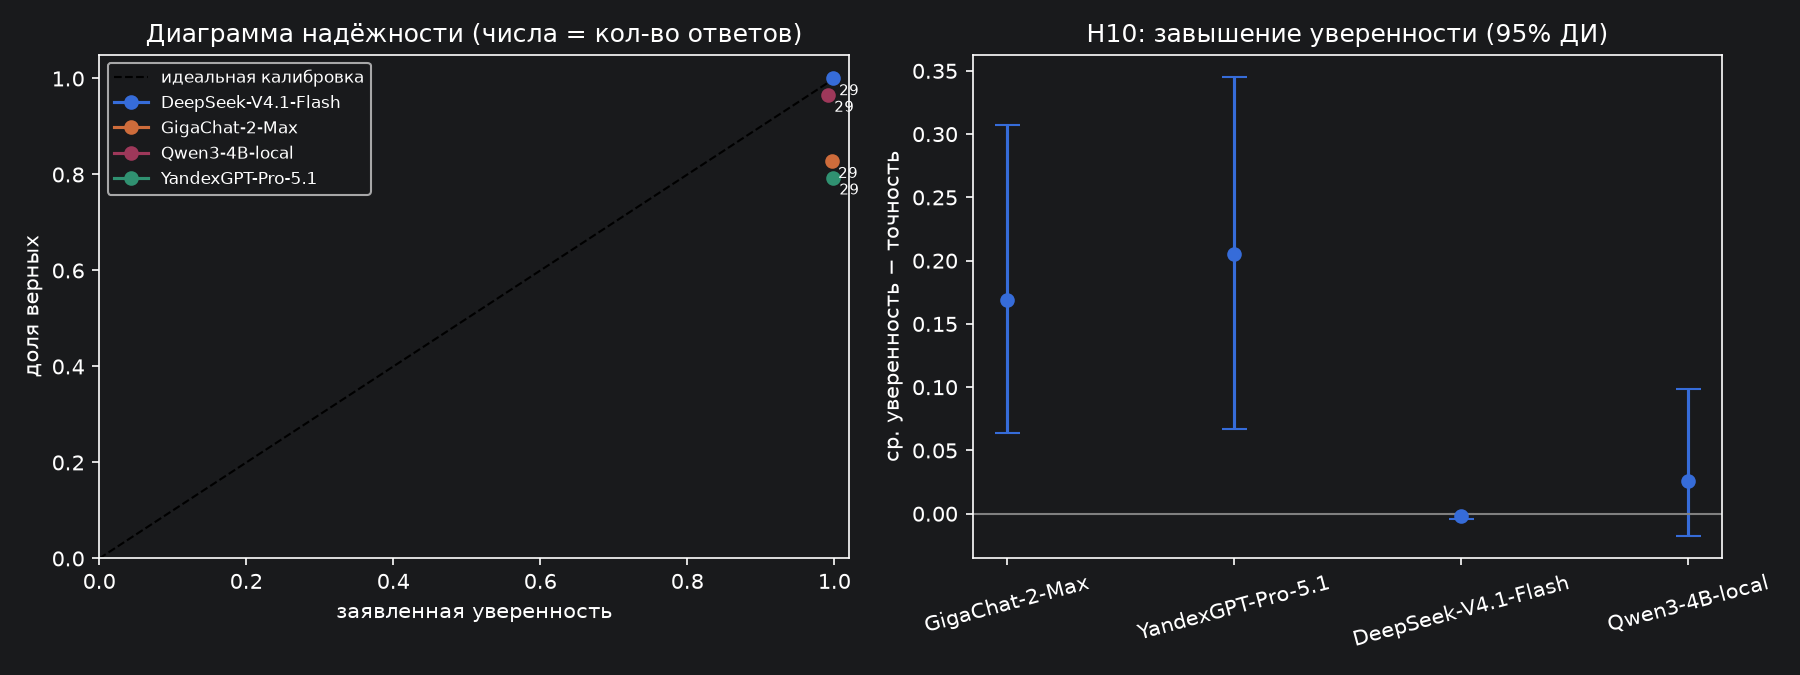 Диаграмма надёжности (числа = кол-во ответов)
идеальная калибровка
DeepSeek-V4.1-Flash
GigaChat-2-Max
Qwen3-4B-local
YandexGPT-Pro-5.1
29
29
29
29
1.0
0.8
0.6
0.4
0.2
0.0
доля верных
0.0 0.2 0.4 0.6 0.8 1.0
заявленная уверенность
H10: завышение уверенности (95% ДИ)
0.35
0.30
0.25
0.20
0.15
0.10
0.05
0.00
ср. уверенность − точность
GigaChat-2-Max
YandexGPT-Pro-5.1
DeepSeek-V4.1-Flash
Qwen3-4B-local